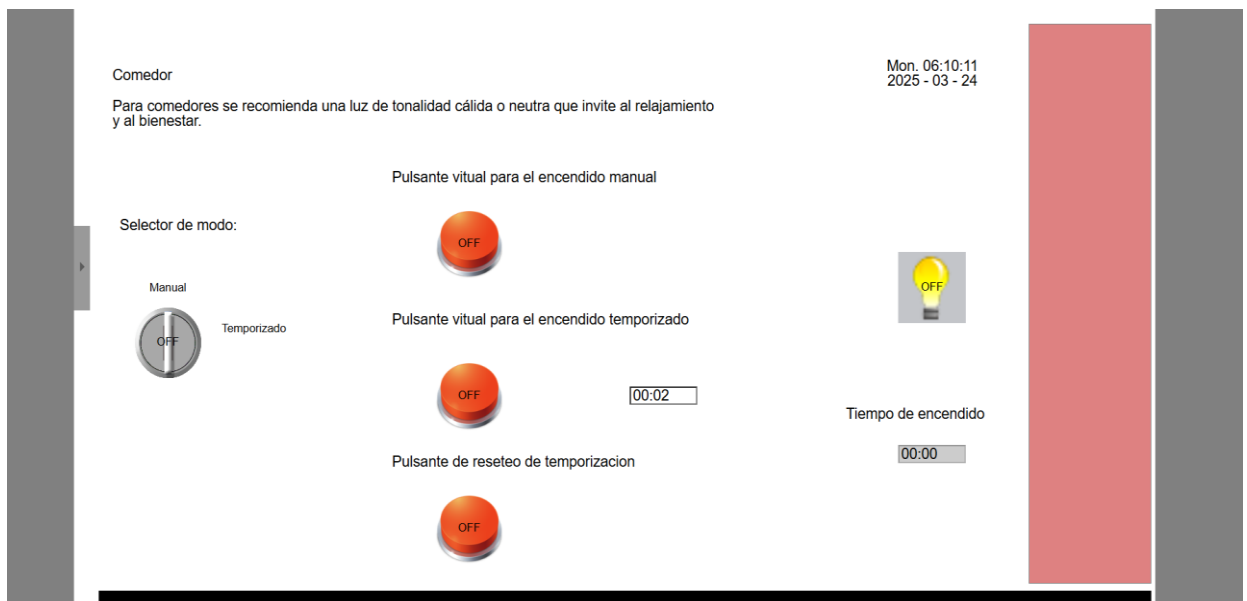 Comedor
Mon. 06:10:11
2025 - 03 - 24
Para comedores se recomienda una luz de tonalidad cálida o neutra que invite al relajamiento
y al bienestar.
Pulsante vitual para el encendido manual
Selector de modo:
OFF
OFF
Manual
Temporizado
OFF
Pulsante vitual para el encendido temporizado
OFF
00:02
Tiempo de encendido
00:00
Pulsante de reseteo de temporizacion
OFF